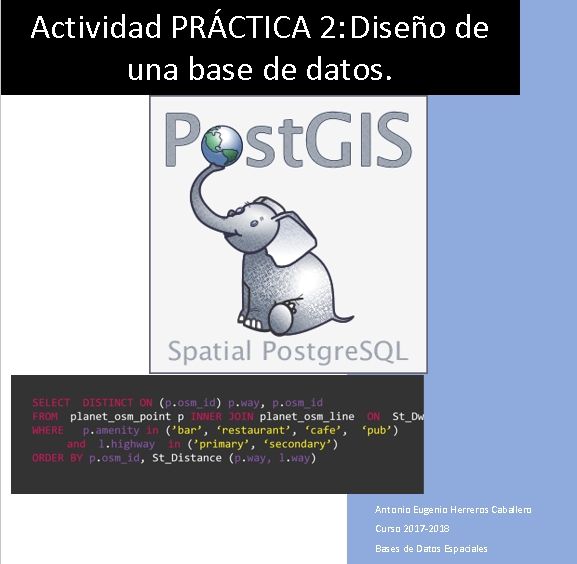 Actividad PRÁCTICA 2:Diseño de
una base de datos.
PostGIS
Spatial PostgreSQL
SELECT DISTINCT ON (p.osm_id) p.way, p.osm_id
FROM planet_osm_point p INNER JOIN planet_osm_line ON St_Dw
WHERE p.amenity in (’bar’, ‘restaurant’, ‘cafe’, ‘pub’)
and l.highway in (’primary’, ‘secondary’)
ORDER BY p.osm_id, St_Distance (p.way, l.way)
Antonio Eugenio Herreros Caballero
Curso 2017-2018
Bases de Datos Espaciales